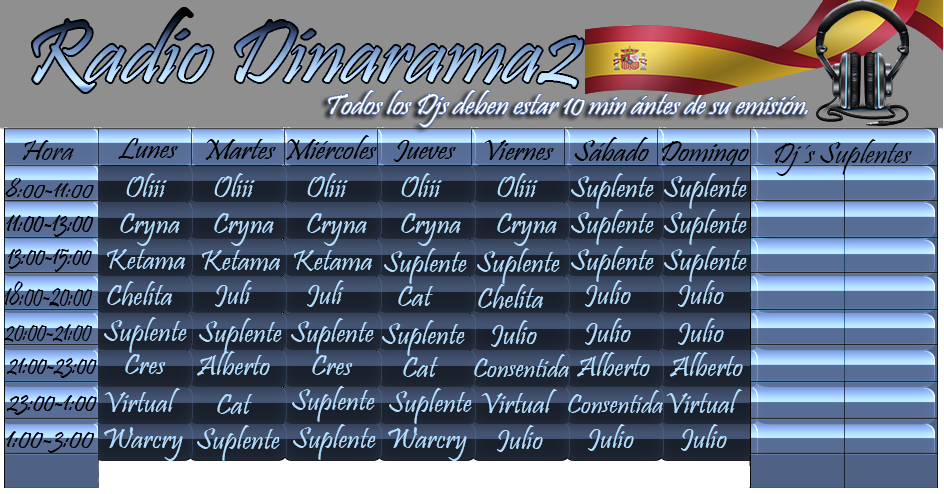 Radio Dinarama2
Todos los Djs deben estar 10 min ántes de su emisión.
Hora Lunes Martes Miércoles Jueves Viernes Sábado Domingo Dj´s Suplentes
8:00~11:00 Oliii Oliii Oliii Oliii Oliii Suplente Suplente
11:00~13:00 Cryna Cryna Cryna Cryna Cryna Suplente Suplente
13:00~15:00 Ketama Ketama Ketama Suplente Suplente Suplente Suplente
18:00~20:00 Chelita Juli Juli Cat Chelita Julio Julio
20:00~21:00 Suplente Suplente Suplente Suplente Julio Julio Julio
21:00~23:00 Cres Alberto Cres Cat Consentida Alberto Alberto
23:00~1:00 Virtual Cat Suplente Suplente Virtual Consentida Virtual
1:00~3:00 Warcry Suplente Suplente Warcry Julio Julio Julio